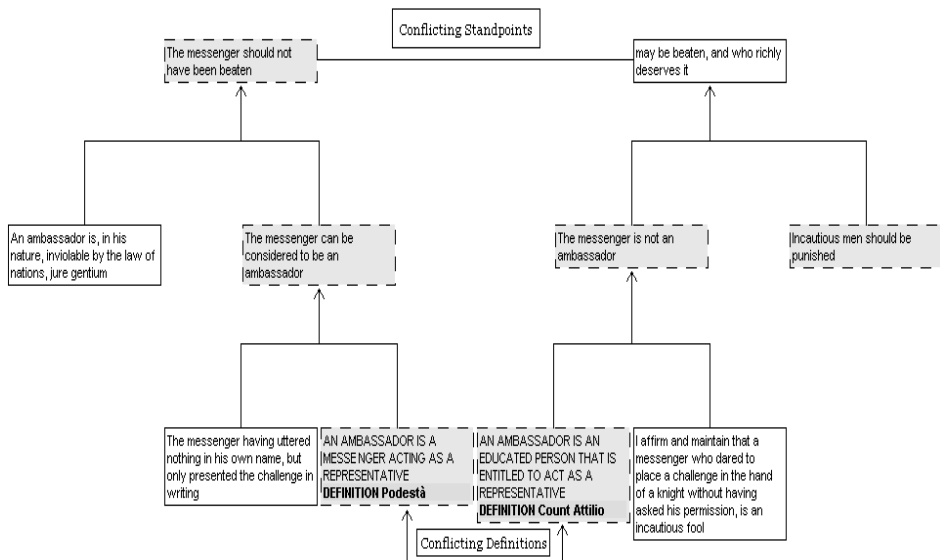 Conflicting Standpoints
The messenger should not
have been beaten
may be beaten, and who richly
deserves it
An ambassador is, in his
nature, inviolable by the law of
nations, jure gentium
The messenger can be
considered to be an
ambassador
The messenger is not an
ambassador
Incautious men should be
punished
The messenger having uttered
nothing in his own name, but
only presented the challenge in
writing
AN AMBASSADOR IS A
MESSENGER ACTING AS A
REPRESENTATIVE
DEFINITION Podestà
AN AMBASSADOR IS AN
EDUCATED PERSON THAT IS
ENTITLED TO ACT AS A
REPRESENTATIVE
DEFINITION Count Attilio
I affirm and maintain that a
messenger who dared to
place a challenge in the hand
of a knight without having
asked his permission, is an
incautious fool
Conflicting Definitions